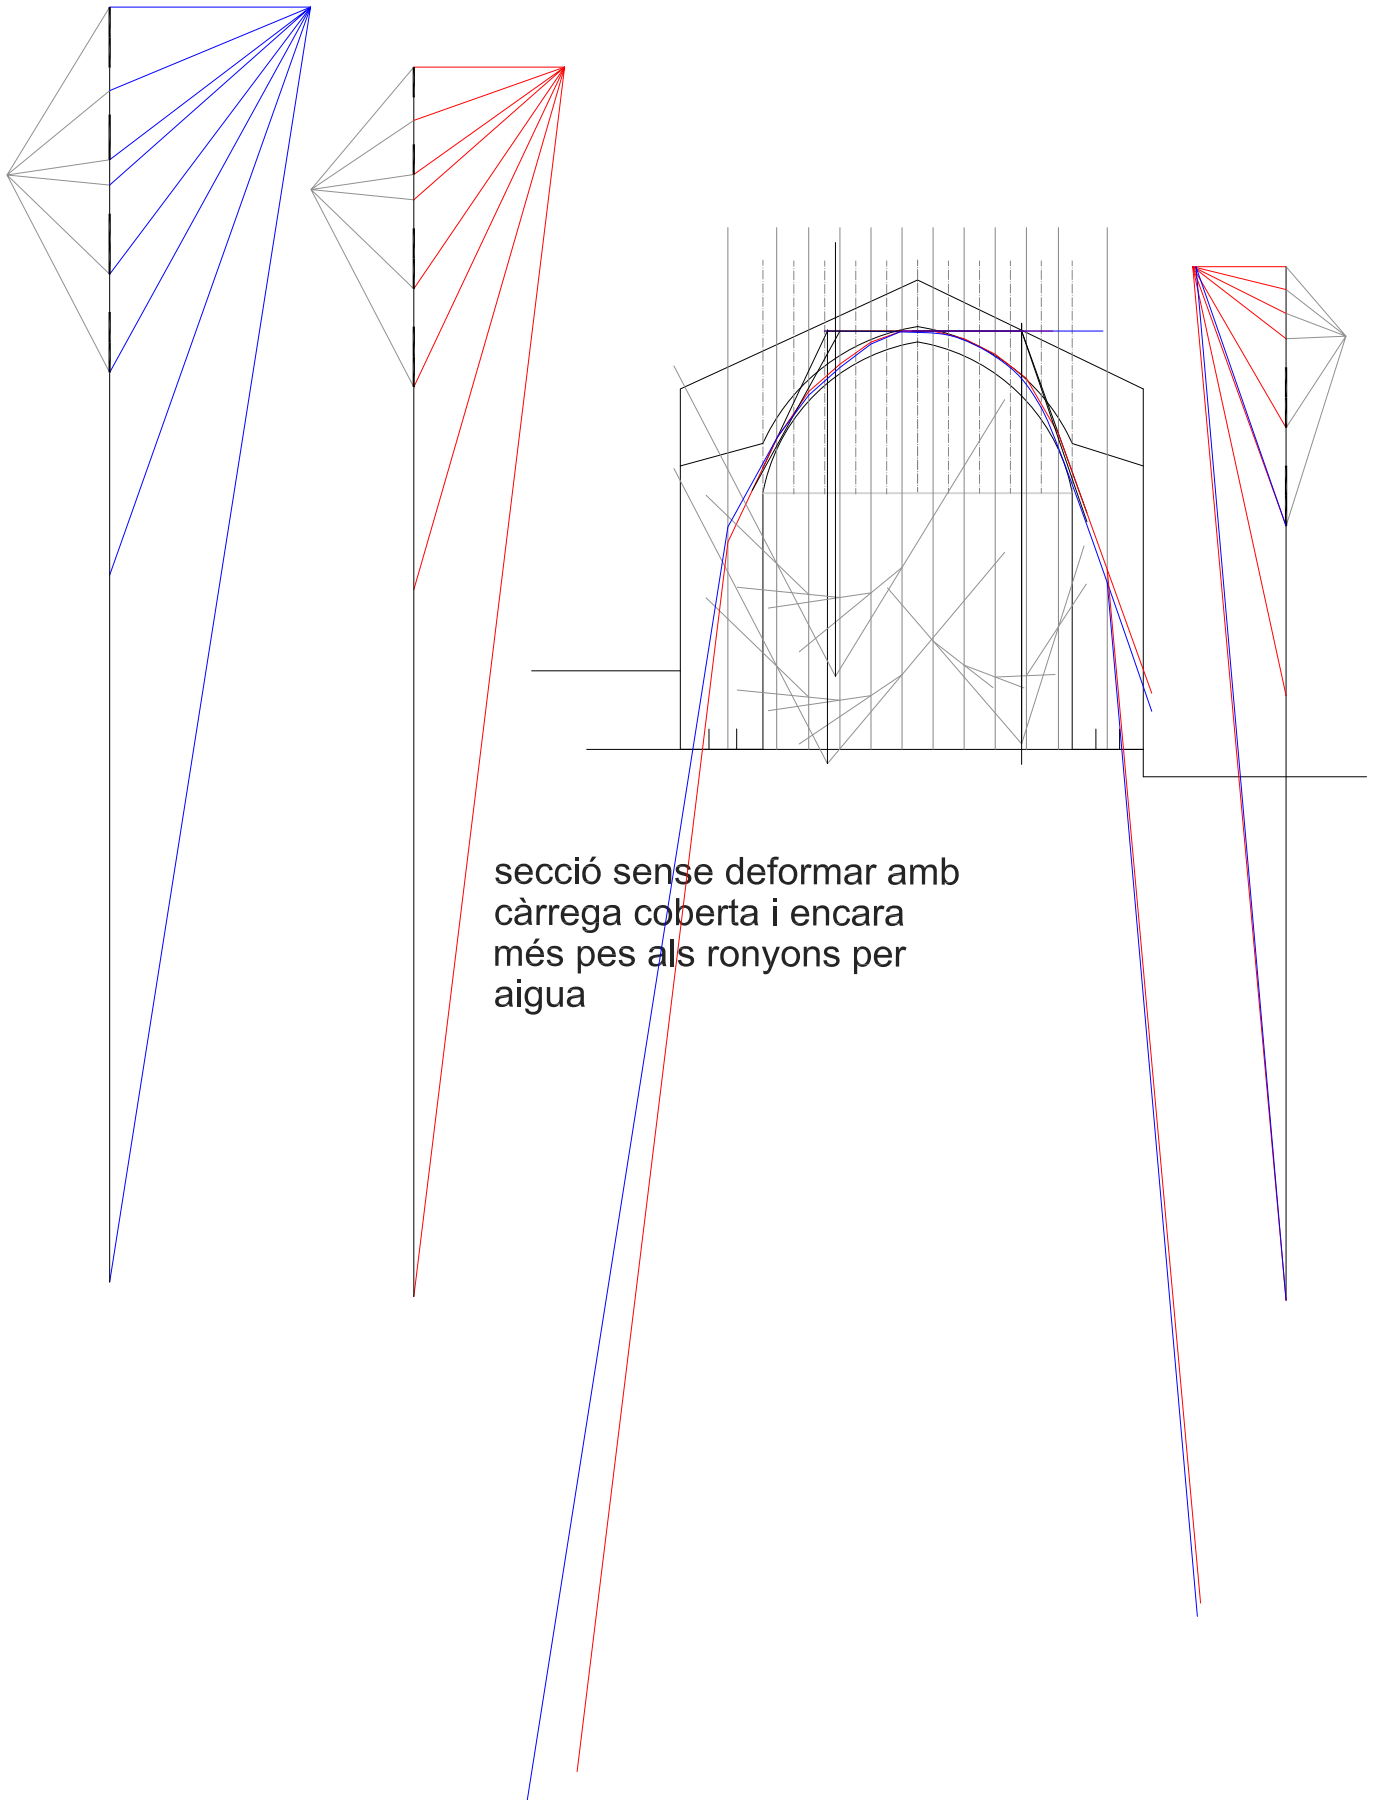 secció sense deformar amb
càrrega coberta i encara
més pes als ronyons per
aigua